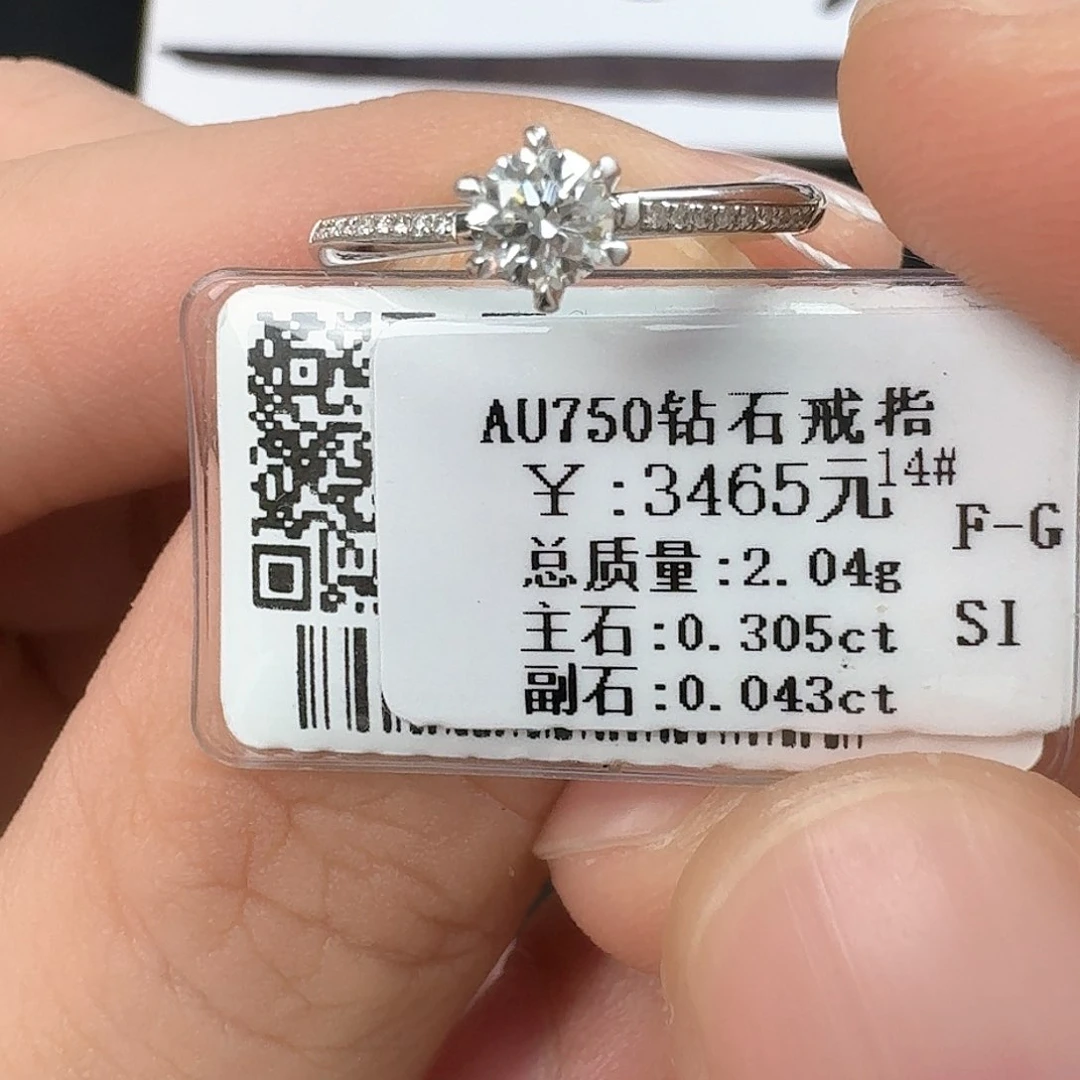 AU750钻石戒指
￥:3465元14#
F-G
总质量:2.04g
主石:0.305ct SI
副石:0.043ct